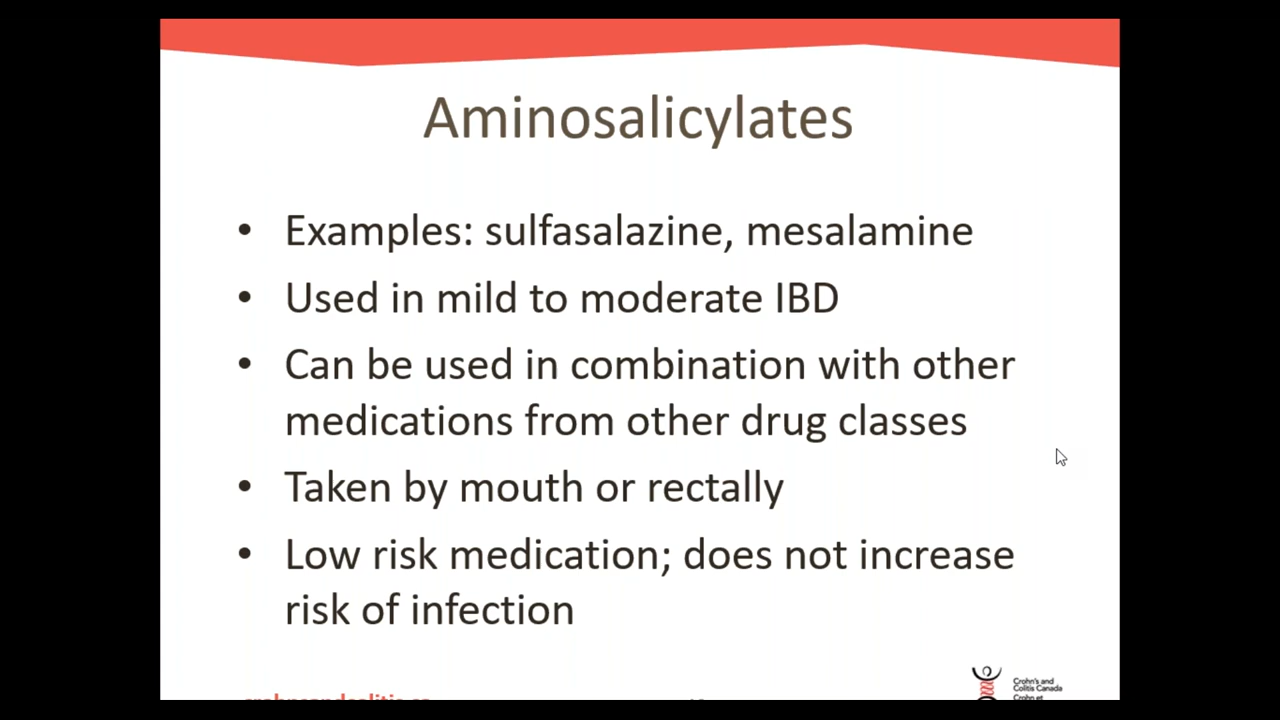 Aminosalicylates
• Examples: sulfasalazine, mesalamine
• Used in mild to moderate IBD
• Can be used in combination with other
medications from other drug classes
• Taken by mouth or rectally
• Low risk medication; does not increase
risk of infection
Crohn's and
Colitis Canada
Crohn et